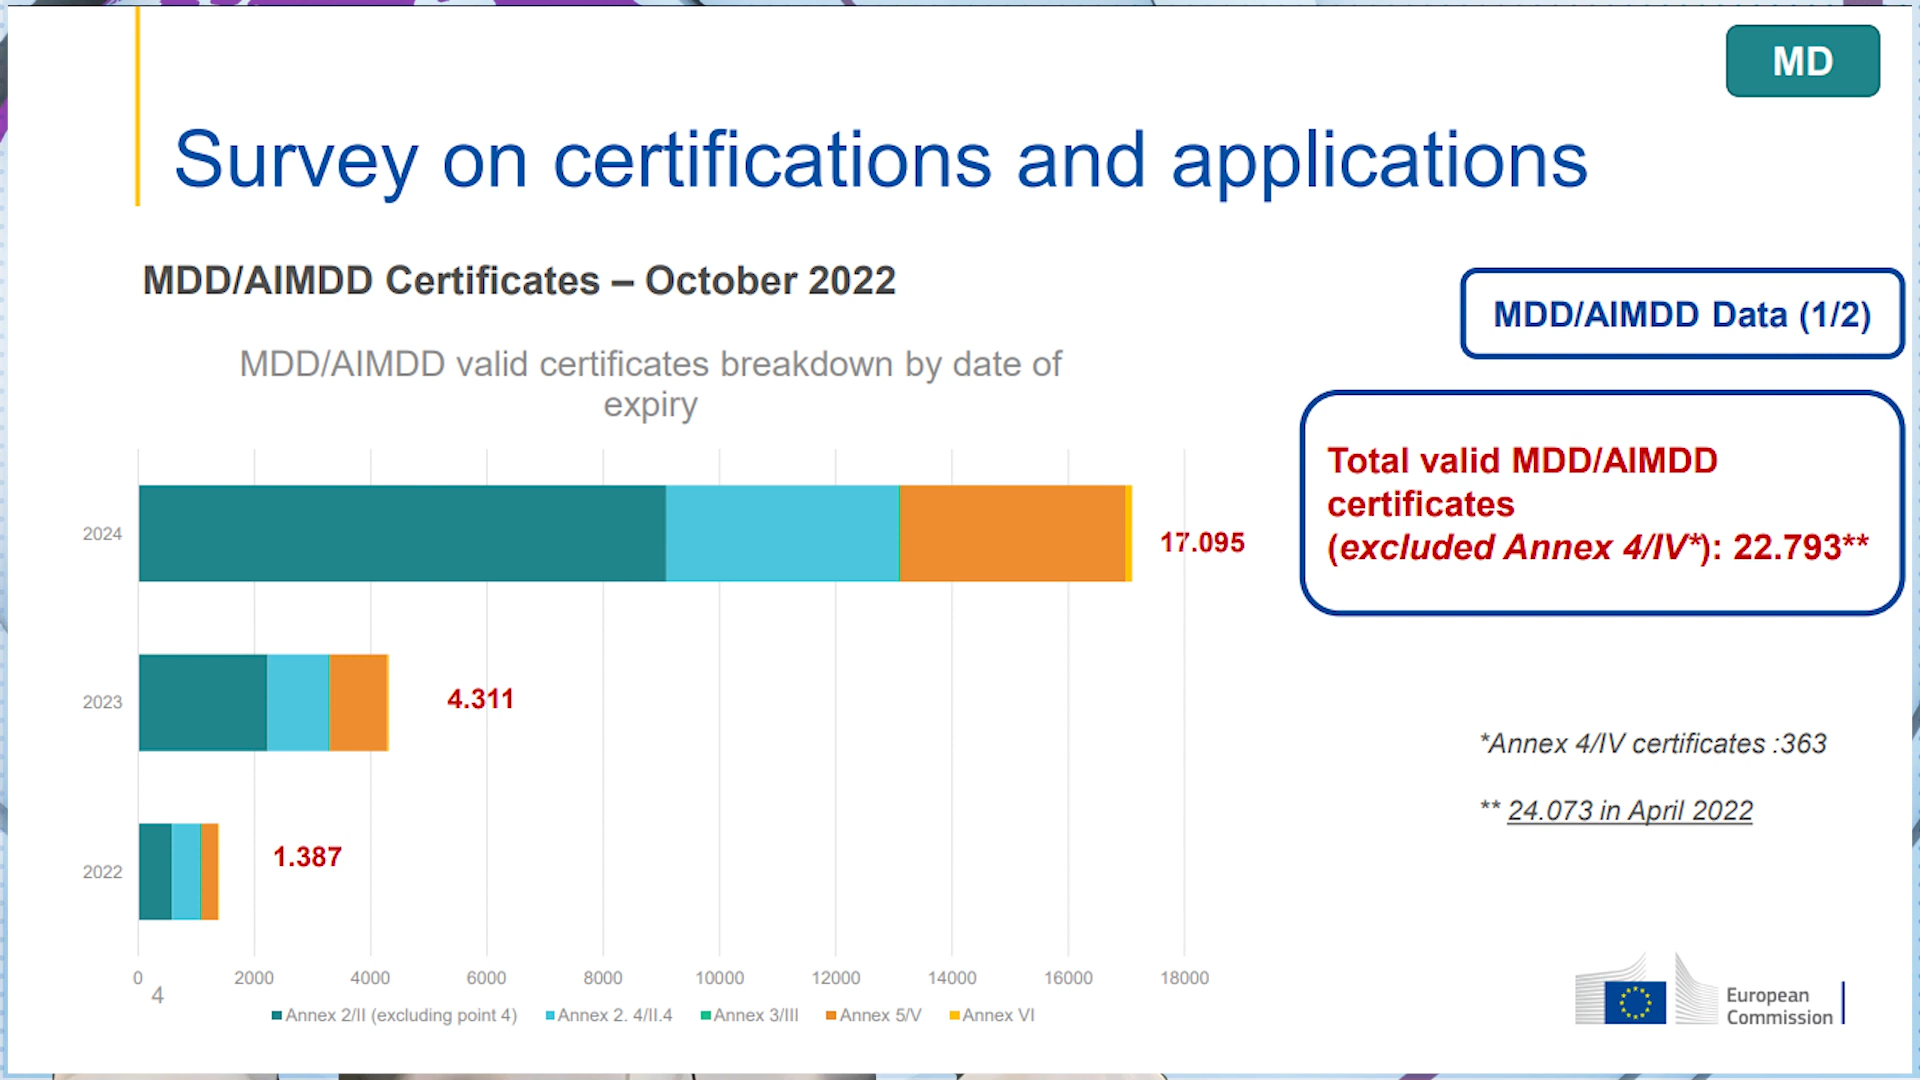 MD
Survey on certifications and applications
MDD/AIMDD Certificates – October 2022
MDD/AIMDD Data (1/2)
MDD/AIMDD valid certificates breakdown by date of
expiry
Total valid MDD/AIMDD
certificates
(excluded Annex 4/IV*): 22.793**
2024
17.095
2023
4.311
2022
1.387
0 2000 4000 6000 8000 10000 12000 14000 16000 18000
Annex 2/II (excluding point 4) Annex 2. 4/II.4 Annex 3/III Annex 5/V Annex VI
*Annex 4/IV certificates :363
** 24.073 in April 2022
4
European
Commission